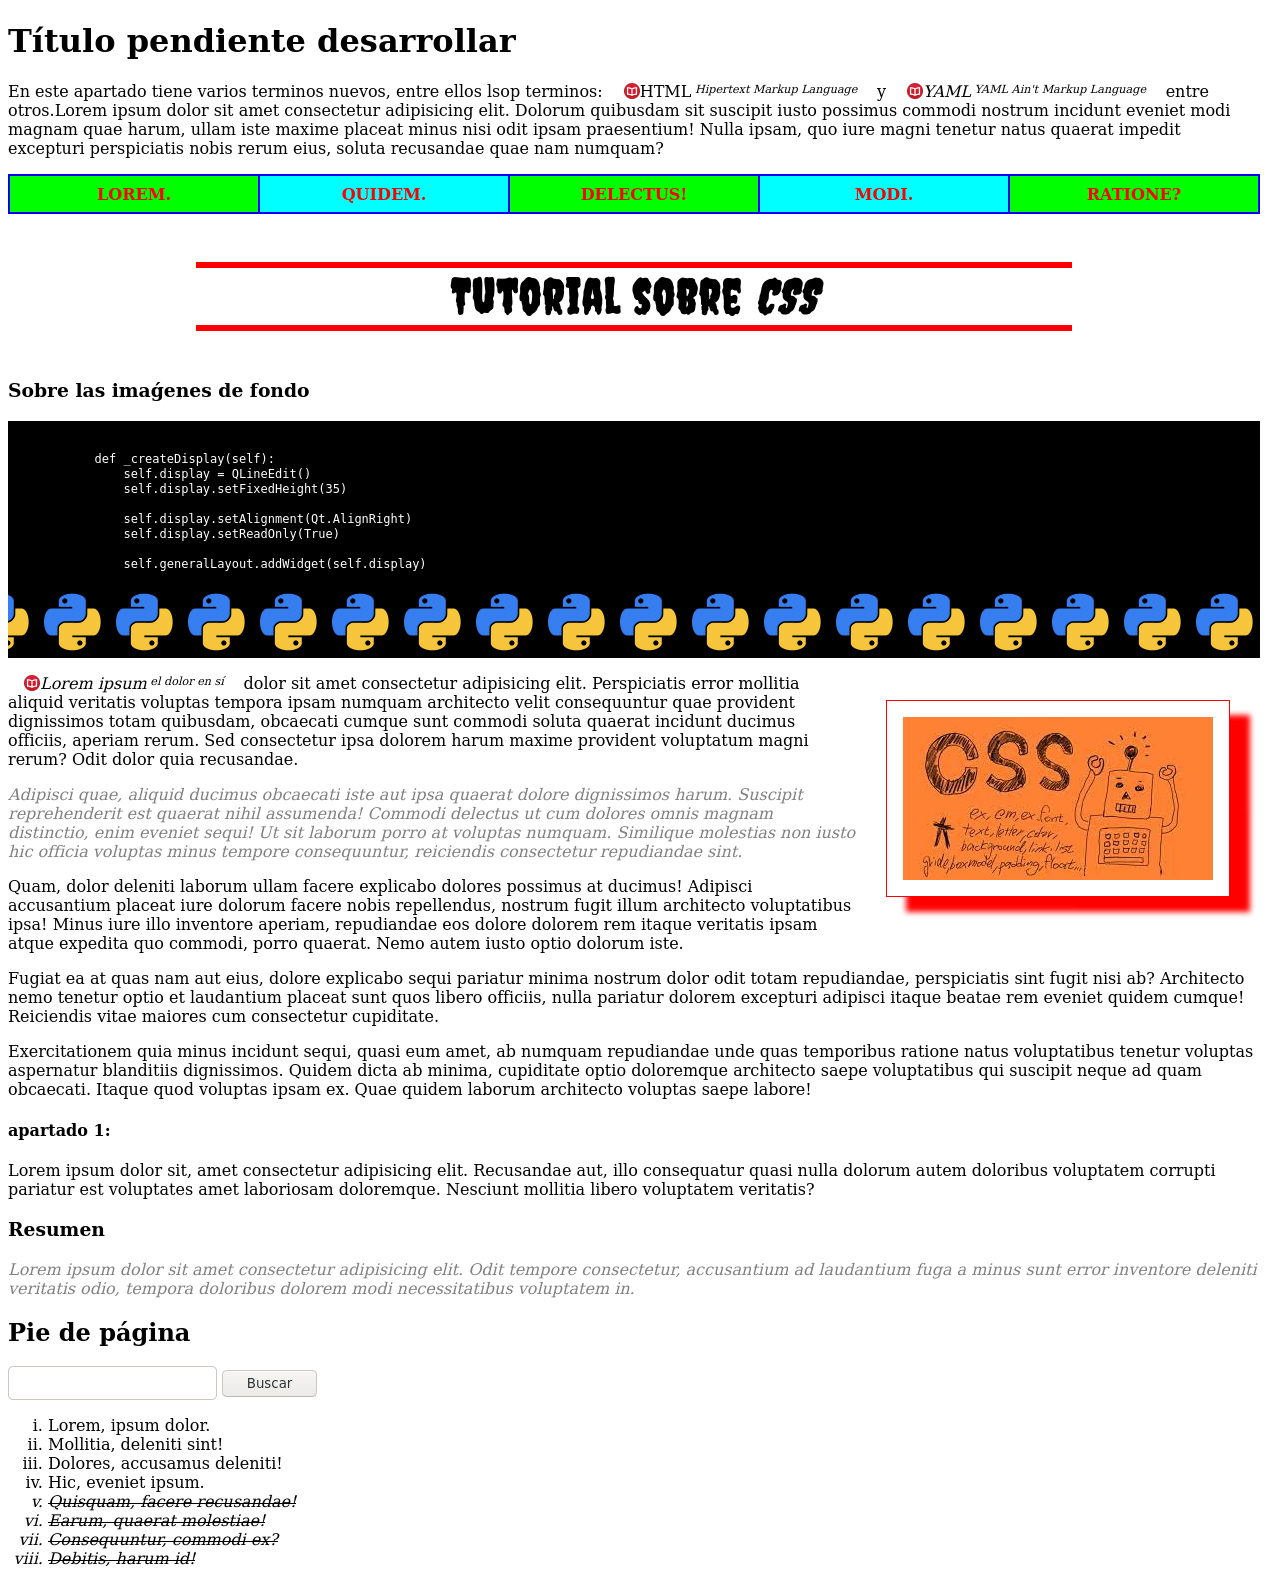 Título pendiente desarrollar
En este apartado tiene varios terminos nuevos, entre ellos lsop terminos: HTML Hipertext Markup Language y YAML YAML Ain't Markup Language entre
otros.Lorem ipsum dolor sit amet consectetur adipisicing elit. Dolorum quibusdam sit suscipit iusto possimus commodi nostrum incidunt eveniet modi
magnam quae harum, ullam iste maxime placeat minus nisi odit ipsam praesentium! Nulla ipsam, quo iure magni tenetur natus quaerat impedit
excepturi perspiciatis nobis rerum eius, soluta recusandae quae nam numquam?
LOREM. QUIDEM. DELECTUS! MODI. RATIONE?
TUTORIAL SOBRE CSS
Sobre las imaǵenes de fondo
def _createDisplay(self):
self.display = QLineEdit()
self.display.setFixedHeight(35)
self.display.setAlignment(Qt.AlignRight)
self.display.setReadOnly(True)
self.generalLayout.addWidget(self.display)
Lorem ipsum el dolor en sí dolor sit amet consectetur adipisicing elit. Perspiciatis error mollitia
aliquid veritatis voluptas tempora ipsam numquam architecto velit consequuntur quae provident
dignissimos totam quibusdam, obcaecati cumque sunt commodi soluta quaerat incidunt ducimus
officiis, aperiam rerum. Sed consectetur ipsa dolorem harum maxime provident voluptatum magni
rerum? Odit dolor quia recusandae.
CSS
ex, em, ex, font,
text, letter, color,
background, link, list
gride, boxmodel, padding, float...
Adipisci quae, aliquid ducimus obcaecati iste aut ipsa quaerat dolore dignissimos harum. Suscipit
reprehenderit est quaerat nihil assumenda! Commodi delectus ut cum dolores omnis magnam
distinctio, enim eveniet sequi! Ut sit laborum porro at voluptas numquam. Similique molestias non iusto
hic officia voluptas minus tempore consequuntur, reiciendis consectetur repudiandae sint.
Quam, dolor deleniti laborum ullam facere explicabo dolores possimus at ducimus! Adipisci
accusantium placeat iure dolorum facere nobis repellendus, nostrum fugit illum architecto voluptatibus
ipsa! Minus iure illo inventore aperiam, repudiandae eos dolore dolorem rem itaque veritatis ipsam
atque expedita quo commodi, porro quaerat. Nemo autem iusto optio dolorum iste.
Fugiat ea at quas nam aut eius, dolore explicabo sequi pariatur minima nostrum dolor odit totam repudiandae, perspiciatis sint fugit nisi ab? Architecto
nemo tenetur optio et laudantium placeat sunt quos libero officiis, nulla pariatur dolorem excepturi adipisci itaque beatae rem eveniet quidem cumque!
Reiciendis vitae maiores cum consectetur cupiditate.
Exercitationem quia minus incidunt sequi, quasi eum amet, ab numquam repudiandae unde quas temporibus ratione natus voluptatibus tenetur voluptas
aspernatur blanditiis dignissimos. Quidem dicta ab minima, cupiditate optio doloremque architecto saepe voluptatibus qui suscipit neque ad quam
obcaecati. Itaque quod voluptas ipsam ex. Quae quidem laborum architecto voluptas saepe labore!
apartado 1:
Lorem ipsum dolor sit, amet consectetur adipisicing elit. Recusandae aut, illo consequatur quasi nulla dolorum autem doloribus voluptatem corrupti
pariatur est voluptates amet laboriosam doloremque. Nesciunt mollitia libero voluptatem veritatis?
Resumen
Lorem ipsum dolor sit amet consectetur adipisicing elit. Odit tempore consectetur, accusantium ad laudantium fuga a minus sunt error inventore deleniti
veritatis odio, tempora doloribus dolorem modi necessitatibus voluptatem in.
Pie de página
Buscar
i. Lorem, ipsum dolor.
ii. Mollitia, deleniti sint!
iii. Dolores, accusamus deleniti!
iv. Hic, eveniet ipsum.
v. Quisquam, facere recusandae!
vi. Earum, quaerat molestiae!
vii. Consequuntur, commodi ex?
viii. Debitis, harum id!